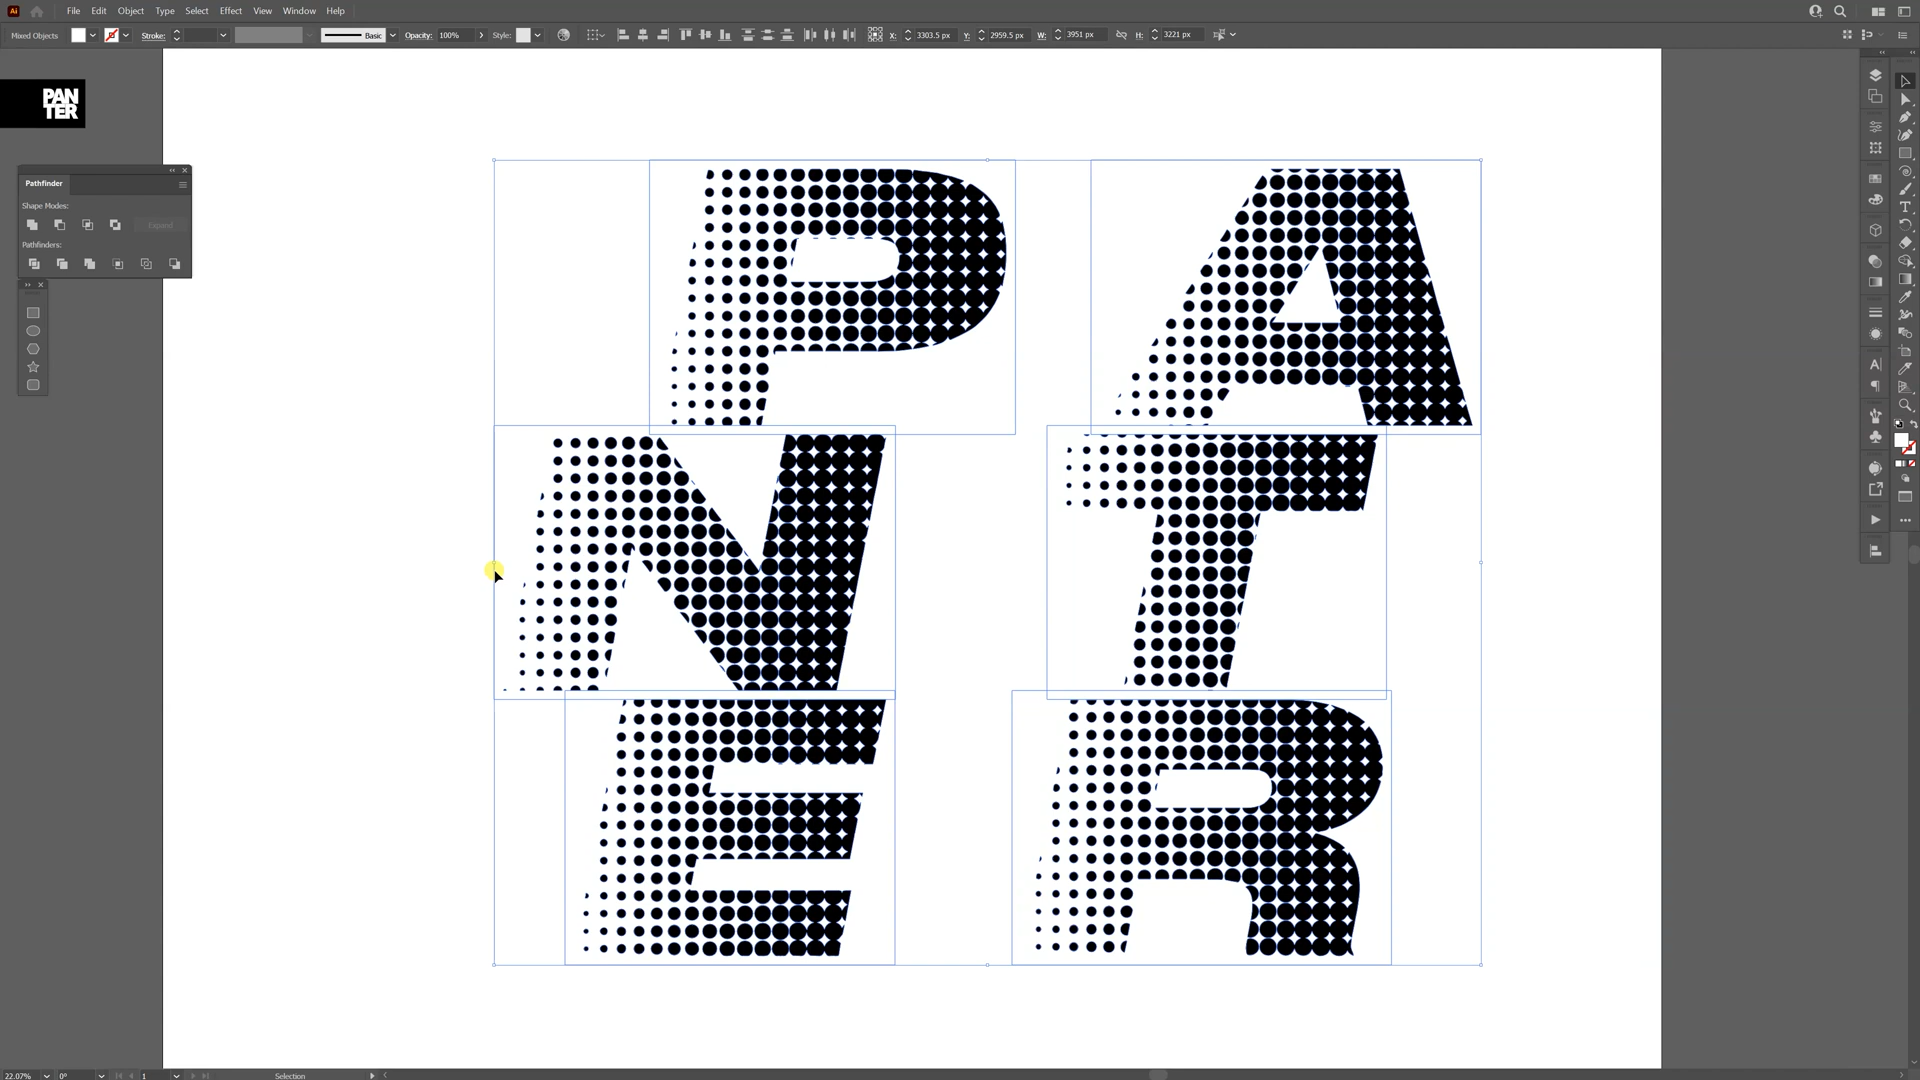 File Edit Object Type Select Effect View Window Help
Mixed Objects Stroke: Basic Opacity: 100% Style: X: 3303.5 px Y: 2959.5 px W: 3951 px H: 3221 px
PAN
TER
Pathfinder
Shape Modes:
Expand
Pathfinders:
P A
N T
E R
22.07% 0° 1 Selection